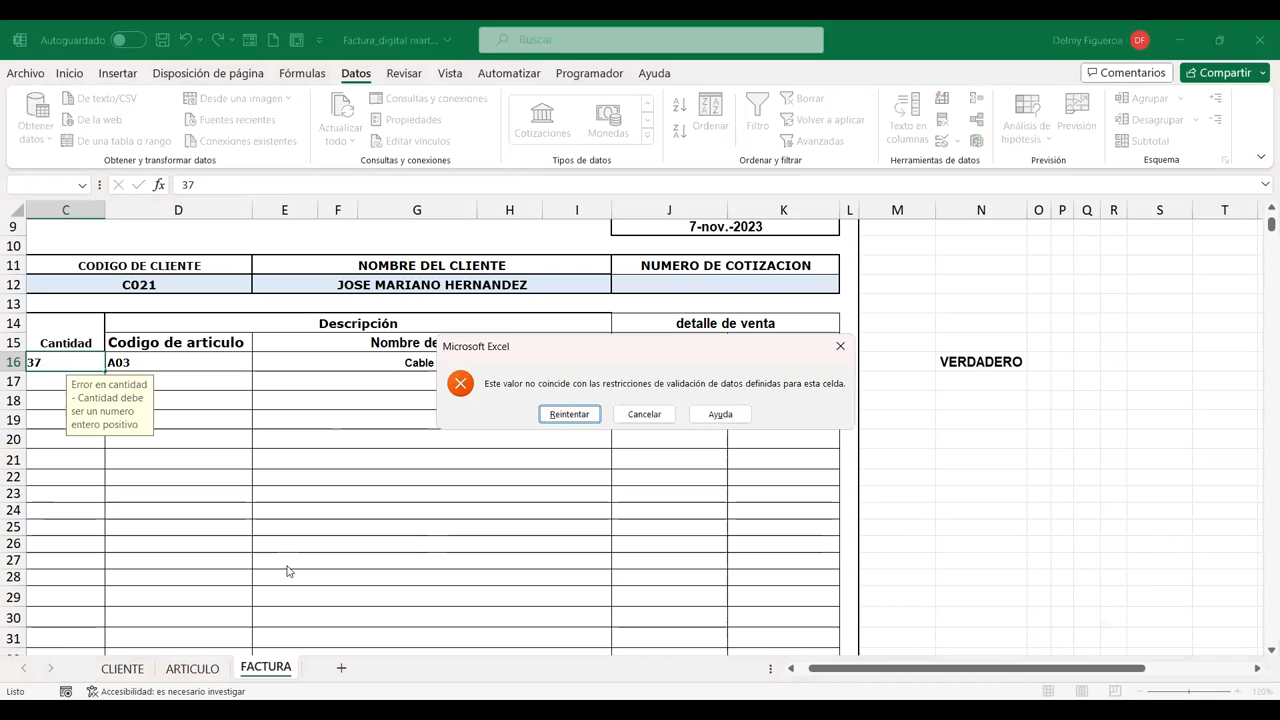 Autoguardado
Factura_digital mart...
Buscar
Delmy Figueroa
DF
Archivo Inicio Insertar Disposición de página Fórmulas Datos Revisar Vista Automatizar Programador Ayuda
Comentarios
Compartir
Obtener datos
De texto/CSV
De la web
De una tabla o rango
Desde una imagen
Fuentes recientes
Conexiones existentes
Obtener y transformar datos
Actualizar todo
Consultas y conexiones
Propiedades
Editar vínculos
Consultas y conexiones
Cotizaciones
Monedas
Tipos de datos
Ordenar
Filtro
Borrar
Volver a aplicar
Avanzadas
Ordenar y filtrar
Texto en columnas
Herramientas de datos
Análisis de hipótesis
Previsión
Previsión
Agrupar
Desagrupar
Subtotal
Esquema
fx 37
C D E F G H I J K L M N O P Q R S T
9 7-nov.-2023
10
11 CODIGO DE CLIENTE NOMBRE DEL CLIENTE NUMERO DE COTIZACION
12 C021 JOSE MARIANO HERNANDEZ
13
14 Descripción detalle de venta
15 Cantidad Codigo de articulo Nombre de
16 37 A03 Cable VERDADERO
17
18
19
20
21
22
23
24
25
26
27
28
29
30
31
Error en cantidad
- Cantidad debe
ser un numero
entero positivo
Microsoft Excel
Este valor no coincide con las restricciones de validación de datos definidas para esta celda.
Reintentar Cancelar Ayuda
CLIENTE ARTICULO FACTURA
Listo
Accesibilidad: es necesario investigar
120%